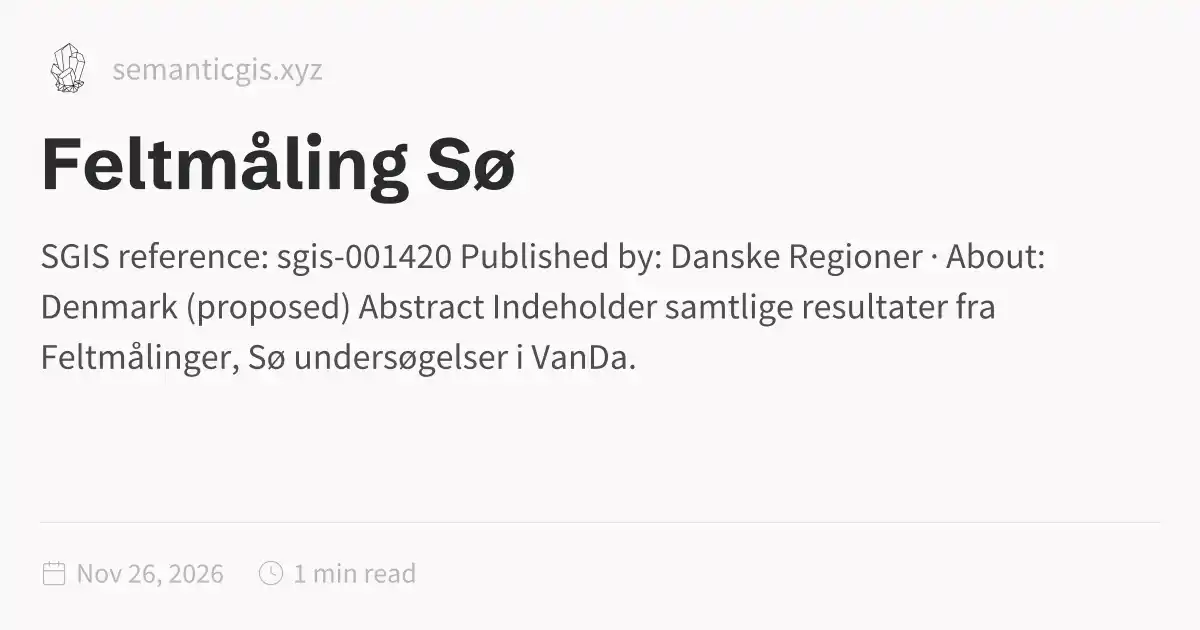 semanticgis.xyz
Feltmåling Sø
SGIS reference: sgis-001420 Published by: Danske Regioner · About:
Denmark (proposed) Abstract Indeholder samtlige resultater fra
Feltmålinger, Sø undersøgelser i VanDa.
Nov 26, 2026 1 min read